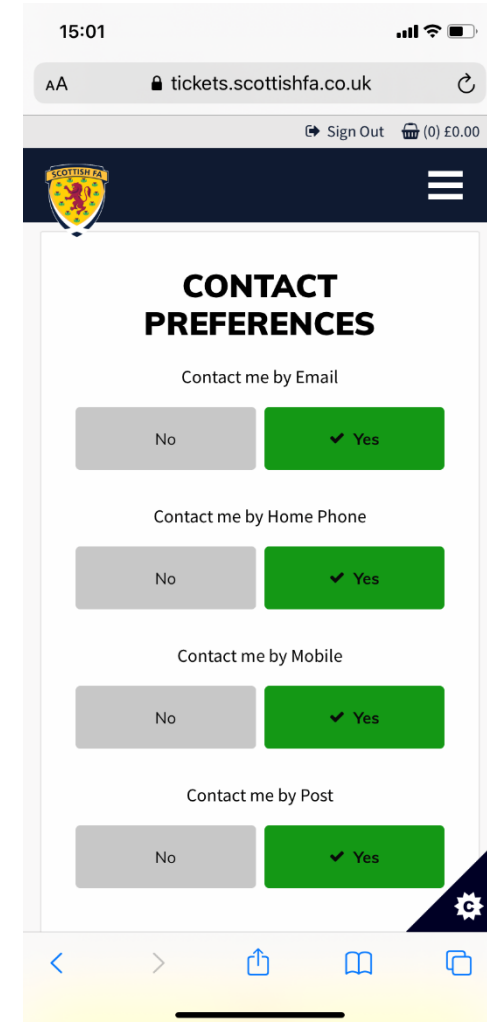 15:01
AA tickets.scottishfa.co.uk
Sign Out (0) £0.00
SCOTTISH FA
CONTACT
PREFERENCES
Contact me by Email
No ✔ Yes
Contact me by Home Phone
No ✔ Yes
Contact me by Mobile
No ✔ Yes
Contact me by Post
No ✔ Yes
C